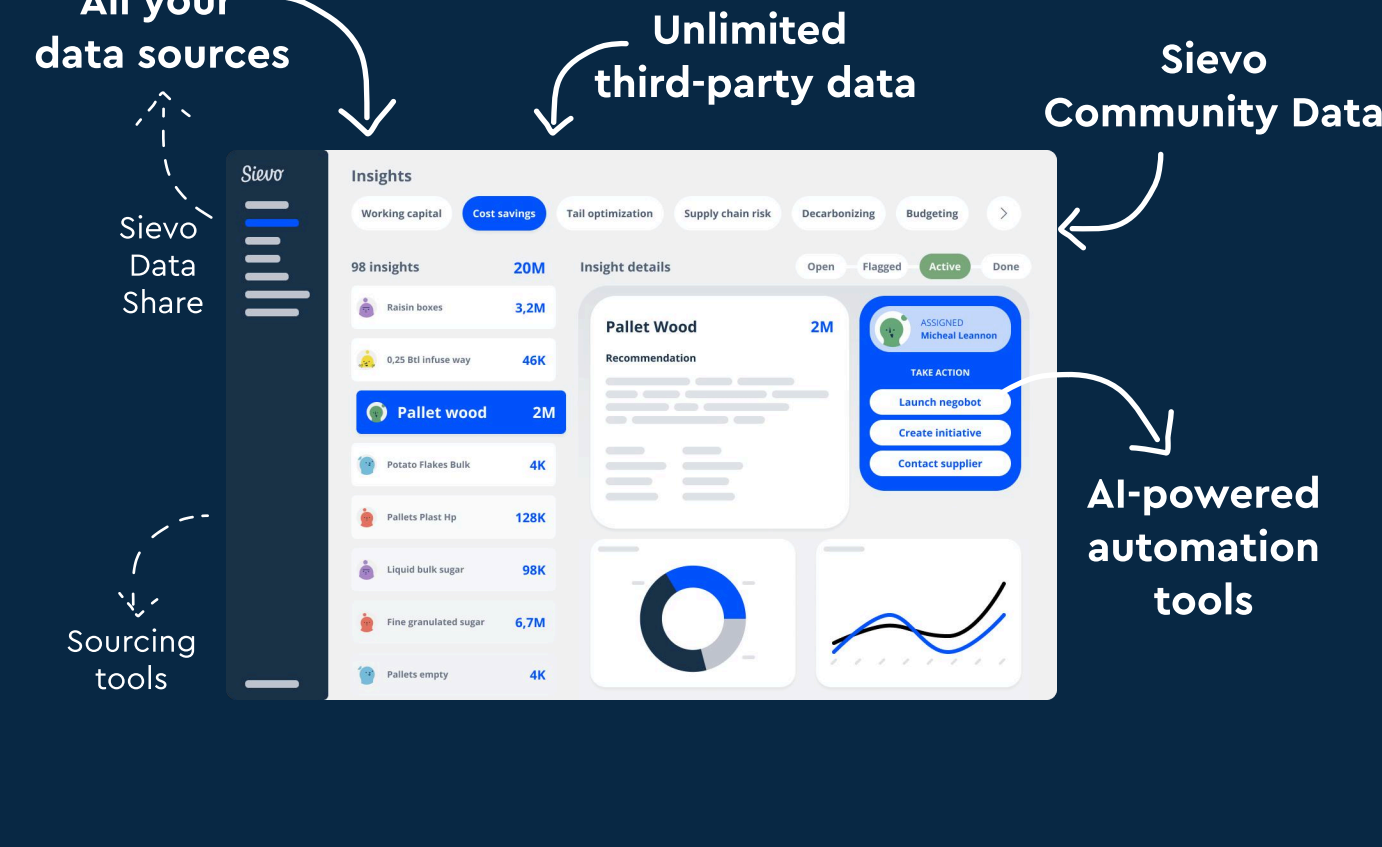 All your
data sources
Unlimited
third-party data
Sievo
Community Data
Sievo
Data
Share
Sourcing
tools
AI-powered
automation
tools
Sievo
Insights
Working capital
Cost savings
Tail optimization
Supply chain risk
Decarbonizing
Budgeting
98 insights
20M
Raisin boxes
3,2M
0,25 Btl infuse way
46K
Pallet wood
2M
Potato Flakes Bulk
4K
Pallets Plast Hp
128K
Liquid bulk sugar
98K
Fine granulated sugar
6,7M
Pallets empty
4K
Insight details
Open
Flagged
Active
Done
Pallet Wood
2M
Recommendation
ASSIGNED
Micheal Leannon
TAKE ACTION
Launch negobot
Create initiative
Contact supplier